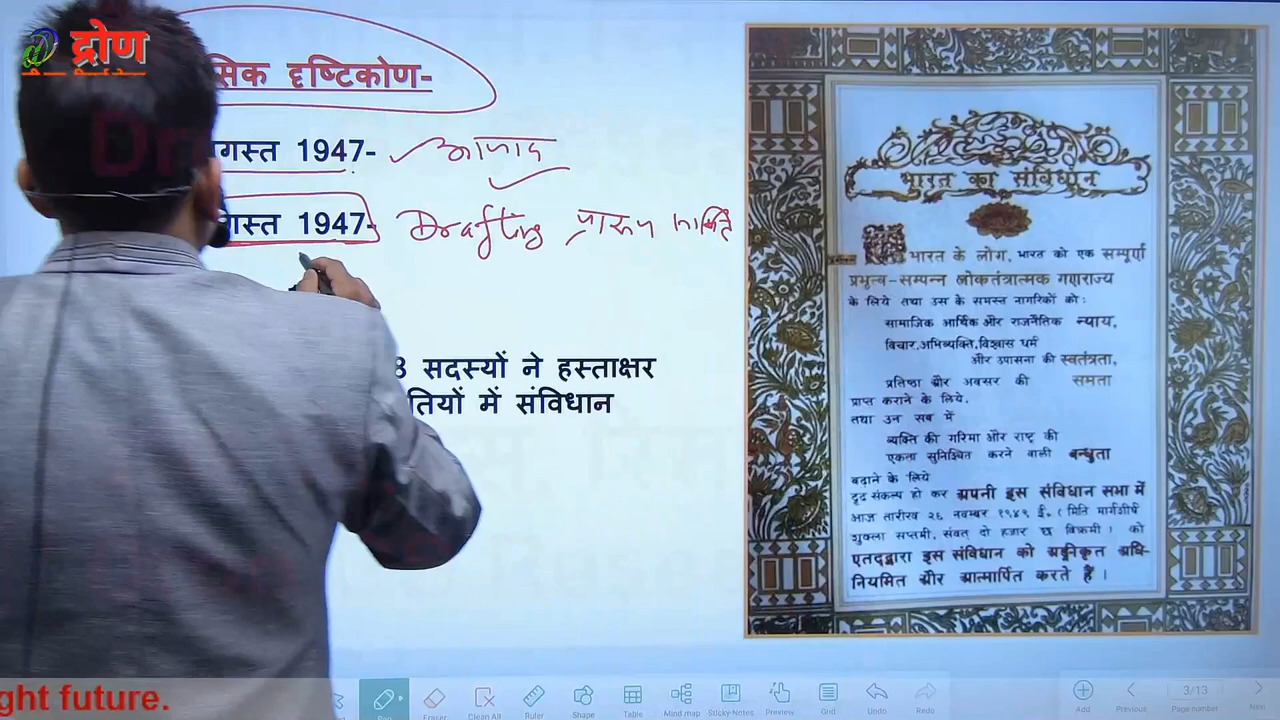 द्रोण
सिक दृष्टिकोण-
गस्त 1947- आजाद
गस्त 1947- Drafting प्रारूप समिति
8 सदस्यों ने हस्ताक्षर
तियों में संविधान
भारत का संविधान
भारत के लोग, भारत को एक सम्पूर्ण
प्रभुत्व-सम्पन्न लोकतंत्रात्मक गणराज्य
के लिये तथा उस के समस्त नागरिकों को:
सामाजिक आर्थिक और राजनैतिक न्याय,
विचार,अभिव्यक्ति,विश्वास धर्म
और उपासना की स्वतंत्रता,
प्रतिष्ठा और अवसर की समता
प्राप्त कराने के लिये,
तथा उन सब में
व्यक्ति की गरिमा और राष्ट्र की
एकता सुनिश्चित करने वाली बन्धुता
बढ़ाने के लिये
दृढ़ संकल्प हो कर अपनी इस संविधान सभा में
आज तारीख २६ नवम्बर १९४९ ई॰ (मिति मार्गशीर्ष
शुक्ला सप्तमी, संवत् दो हजार छ विक्रमी) को
एतद्द्वारा इस संविधान को अङ्गीकृत अधि-
नियमित और आत्मार्पित करते हैं।
ght future.
Eraser
Clean All
Ruler
Shape
Table
Mind map
Sticky-Notes
Preview
Grid
Undo
Redo
Add
Previous
3/13
Page number